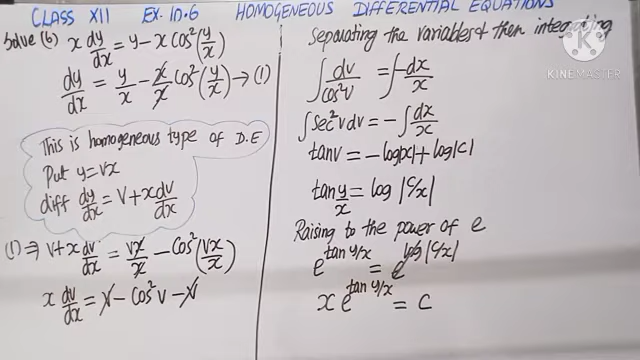 CLASS XII EX.10.6 HOMOGENEOUS DIFFERENTIAL EQUATIONS
Solve (6) x dy/dx = y - x Cos²(y/x)
dy/dx = y/x - x/x cos²(y/x) → (1)
This is homogeneous type of D.E
Put y = vx
diff dy/dx = v + x dv/dx
(1) ⇒ v + x dv/dx = vx/x - Cos²(vx/x)
x dv/dx = v - cos²v - v
Separating the variables & then integrating
∫ dv/cos²v = ∫ -dx/x
∫ sec²v dv = - ∫ dx/x
tan v = - log|x| + log|c|
tan y/x = log |c/x|
Raising to the power of e
e^(tan y/x) = e^(log |c/x|)
x e^(tan y/x) = c
KINEMASTER